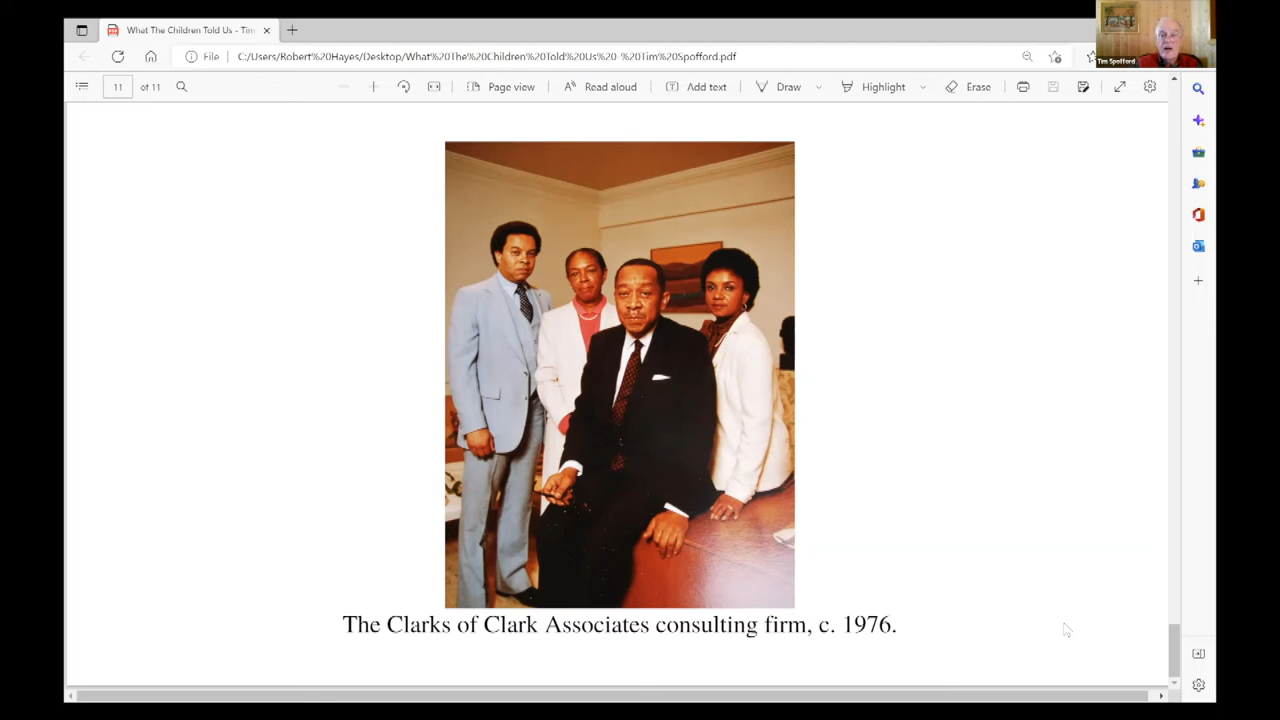 What The Children Told Us - Tim
File
C:/Users/Robert%20Hayes/Desktop/What%20The%20Children%20Told%20Us%20-%20Tim%20Spofford.pdf
11 of 11
Page view
Read aloud
Add text
Draw
Highlight
Erase
Tim Spofford
The Clarks of Clark Associates consulting firm, c. 1976.